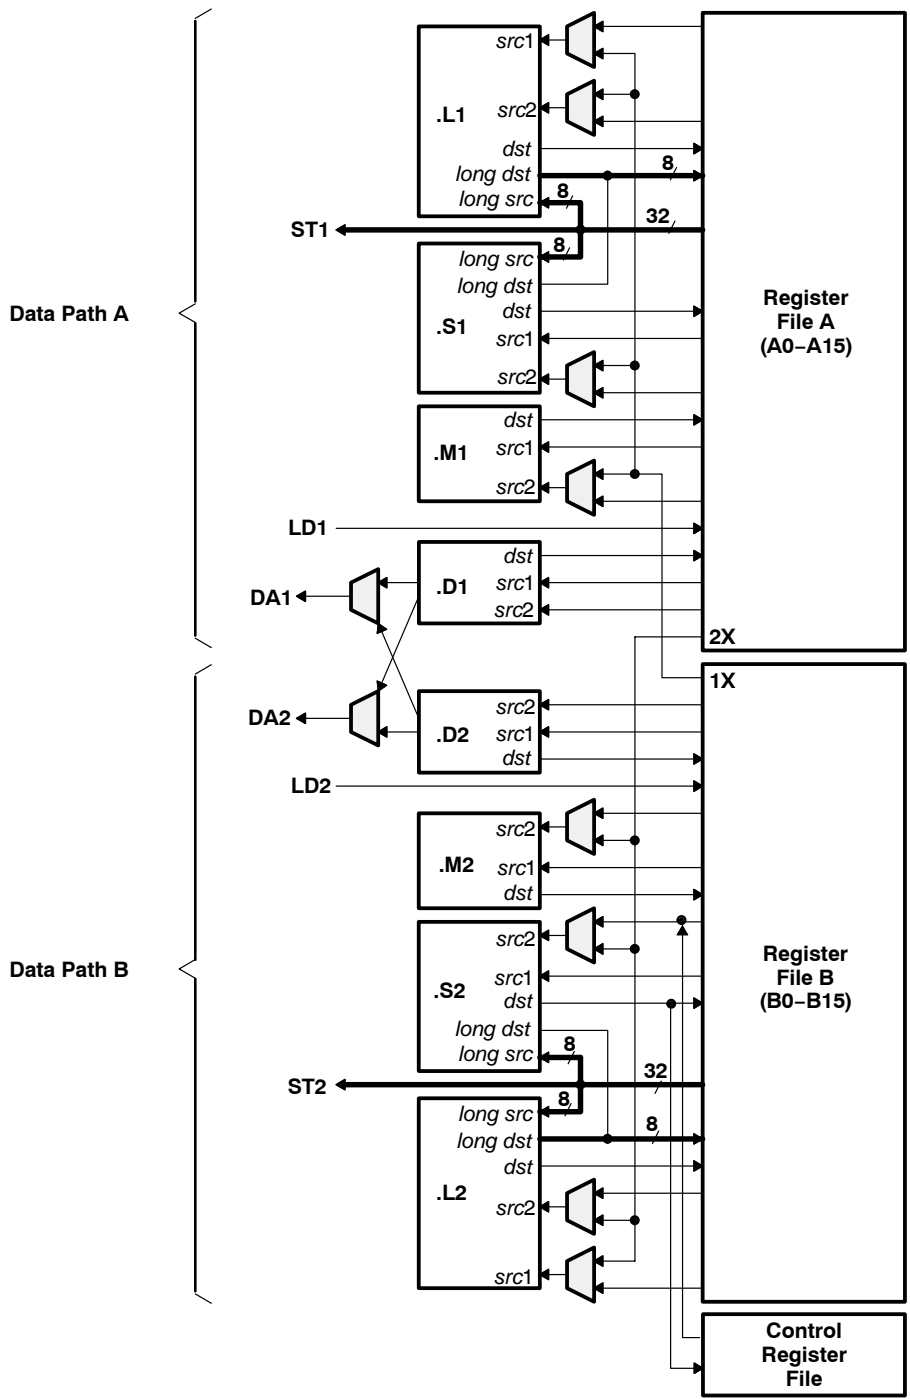 src1
.L1
src2
dst
long dst
8
long src
8
ST1
32
8
long src
long dst
dst
.S1
src1
src2
Data Path A
Register
File A
(A0–A15)
dst
.M1
src1
src2
LD1
dst
.D1
src1
src2
DA1
2X
1X
DA2
src2
.D2
src1
dst
LD2
src2
.M2
src1
dst
src2
.S2
src1
dst
long dst
long src
8
Data Path B
Register
File B
(B0–B15)
ST2
32
8
long src
long dst
8
dst
.L2
src2
src1
Control
Register
File